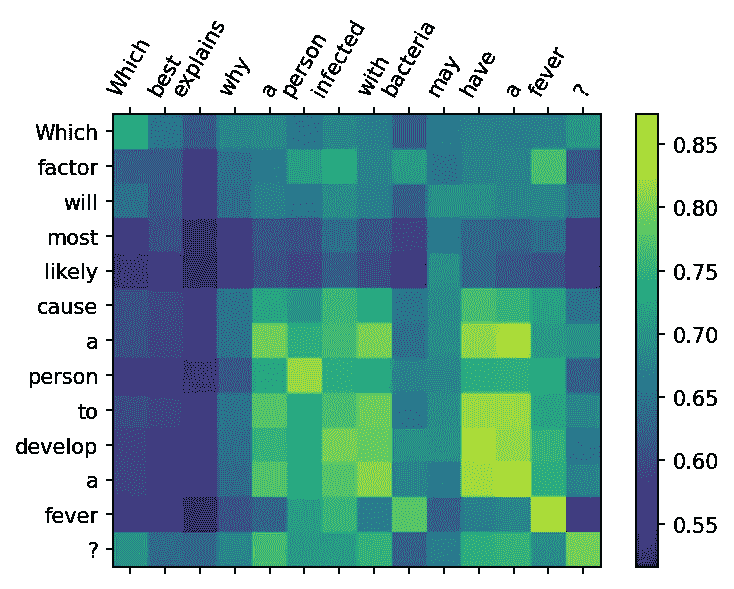 Which best explains why a person infected with bacteria may have a fever ?
Which
factor
will
most
likely
cause
a
person
to
develop
a
fever
?
0.85
0.80
0.75
0.70
0.65
0.60
0.55